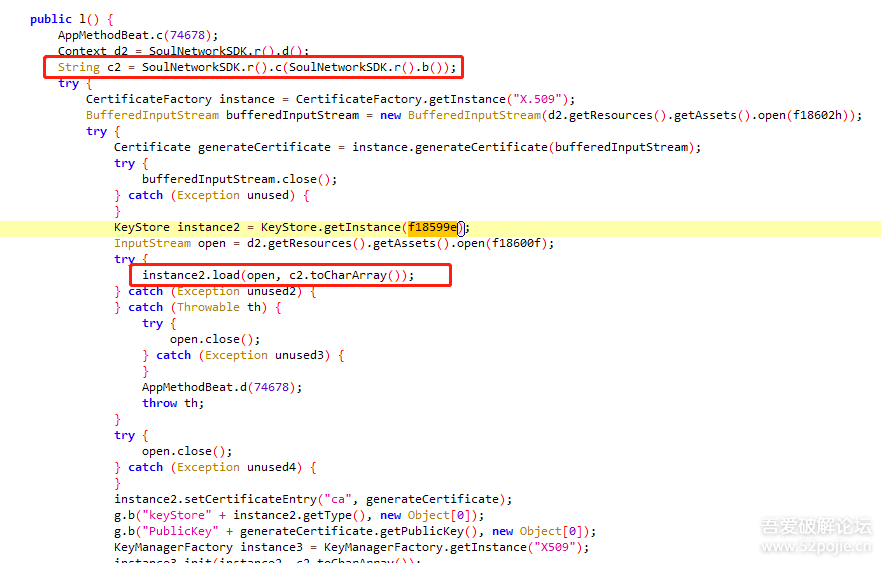 public l() {
AppMethodBeat.c(74678);
Context d2 = SoulNetworkSDK.r().d();
String c2 = SoulNetworkSDK.r().c(SoulNetworkSDK.r().b());
try {
CertificateFactory instance = CertificateFactory.getInstance("X.509");
BufferedInputStream bufferedInputStream = new BufferedInputStream(d2.getResources().getAssets().open(f18602h));
try {
Certificate generateCertificate = instance.generateCertificate(bufferedInputStream);
try {
bufferedInputStream.close();
} catch (Exception unused) {
}
KeyStore instance2 = KeyStore.getInstance(f18599e);
InputStream open = d2.getResources().getAssets().open(f18600f);
try {
instance2.load(open, c2.toCharArray());
} catch (Exception unused2) {
} catch (Throwable th) {
try {
open.close();
} catch (Exception unused3) {
}
AppMethodBeat.d(74678);
throw th;
}
try {
open.close();
} catch (Exception unused4) {
}
instance2.setCertificateEntry("ca", generateCertificate);
g.b("keyStore" + instance2.getType(), new Object[0]);
g.b("PublicKey" + generateCertificate.getPublicKey(), new Object[0]);
KeyManagerFactory instance3 = KeyManagerFactory.getInstance("X509");
instance3.init(instance2, c2.toCharArray());
吾爱破解论坛
www.52pojie.cn